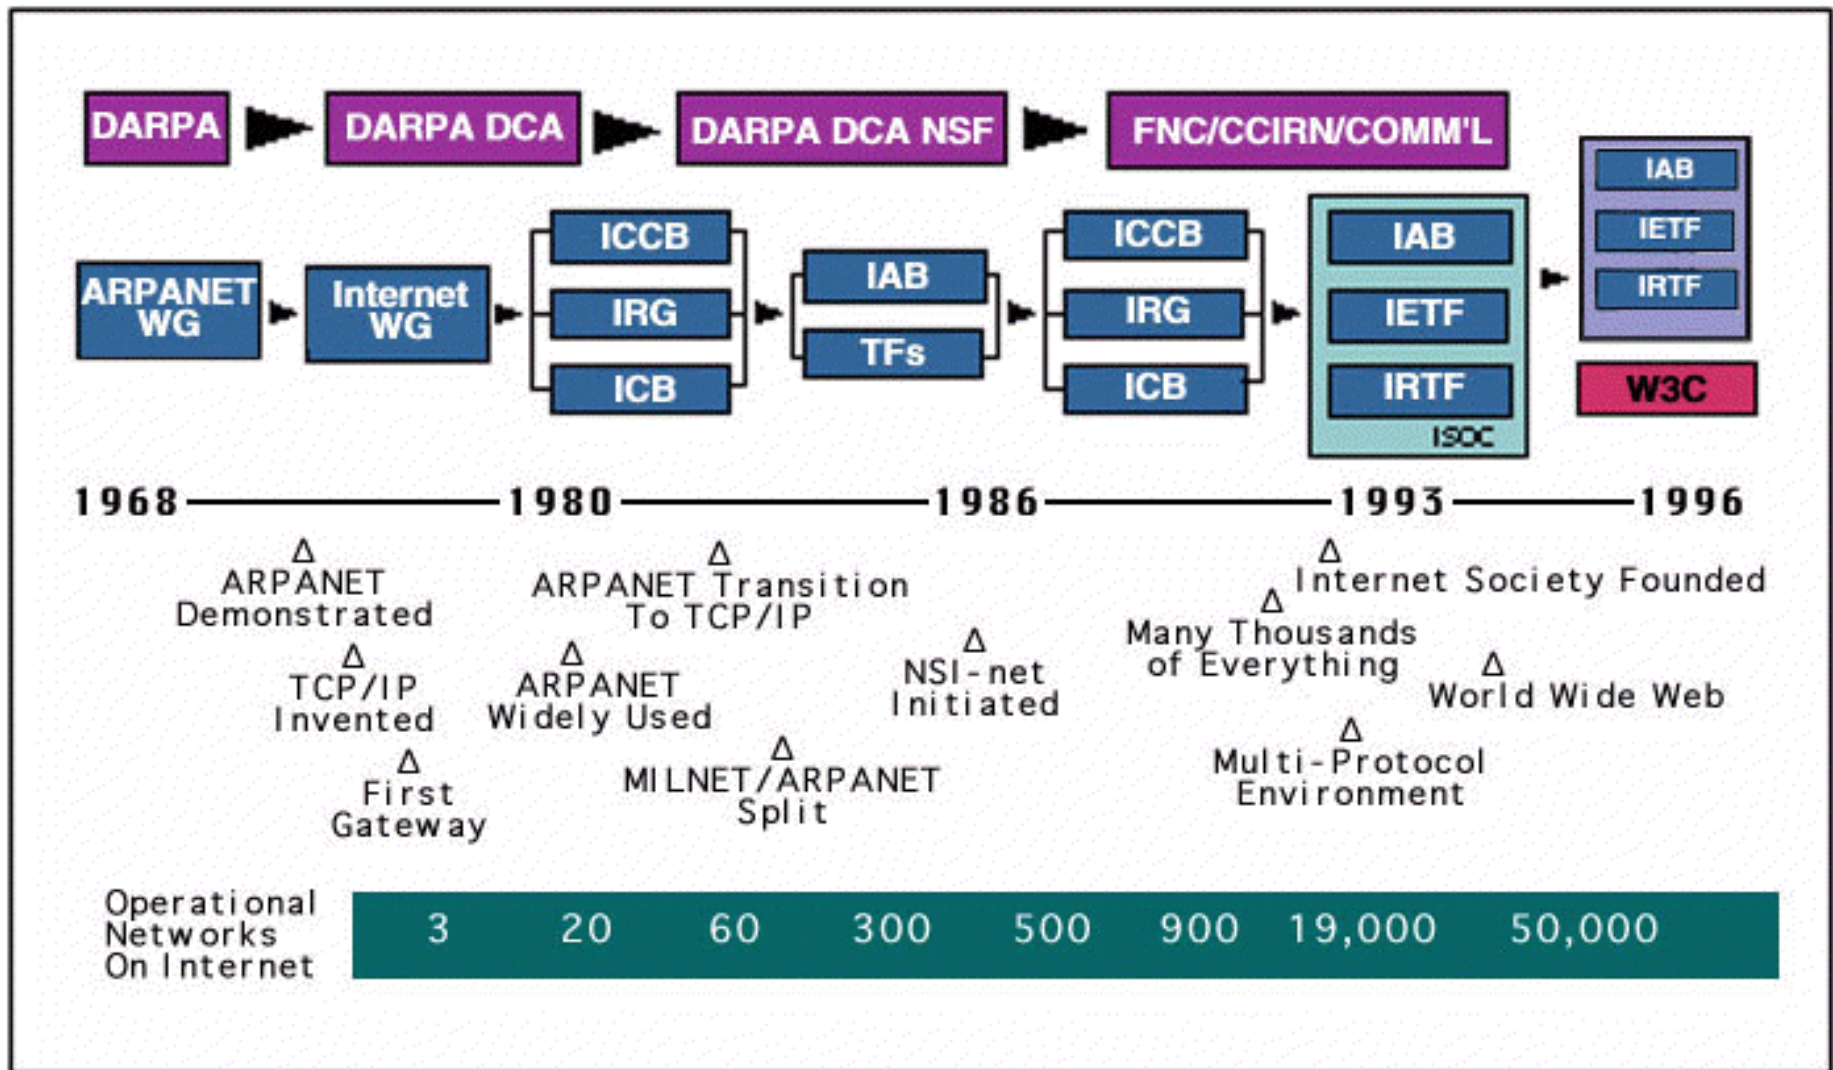 DARPA
DARPA DCA
DARPA DCA NSF
FNC/CCIRN/COMM'L
ARPANET
WG
Internet
WG
ICCB
IRG
ICB
IAB
TFs
ICCB
IRG
ICB
IAB
IETF
IRTF
ISOC
IAB
IETF
IRTF
W3C
1968
1980
1986
1993
1996
ARPANET
Demonstrated
TCP/IP
Invented
First
Gateway
ARPANET Transition
To TCP/IP
ARPANET
Widely Used
MILNET/ARPANET
Split
NSI-net
Initiated
Internet Society Founded
Many Thousands
of Everything
World Wide Web
Multi-Protocol
Environment
Operational
Networks
On Internet
3 20 60 300 500 900 19,000 50,000